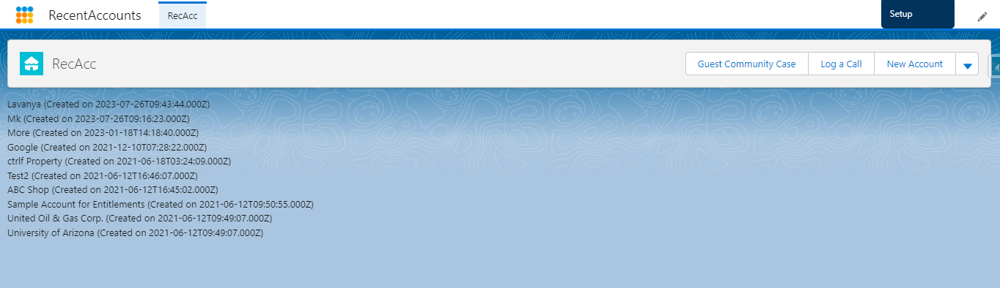 RecentAccounts
RecAcc
Setup
RecAcc
Guest Community Case
Log a Call
New Account
Lavanya (Created on 2023-07-26T09:43:44.000Z)
Mk (Created on 2023-07-26T09:16:23.000Z)
More (Created on 2023-01-18T14:18:40.000Z)
Google (Created on 2021-12-10T07:28:22.000Z)
ctrlf Property (Created on 2021-06-18T03:24:09.000Z)
Test2 (Created on 2021-06-12T16:46:07.000Z)
ABC Shop (Created on 2021-06-12T16:45:02.000Z)
Sample Account for Entitlements (Created on 2021-06-12T09:50:55.000Z)
United Oil & Gas Corp. (Created on 2021-06-12T09:49:07.000Z)
University of Arizona (Created on 2021-06-12T09:49:07.000Z)